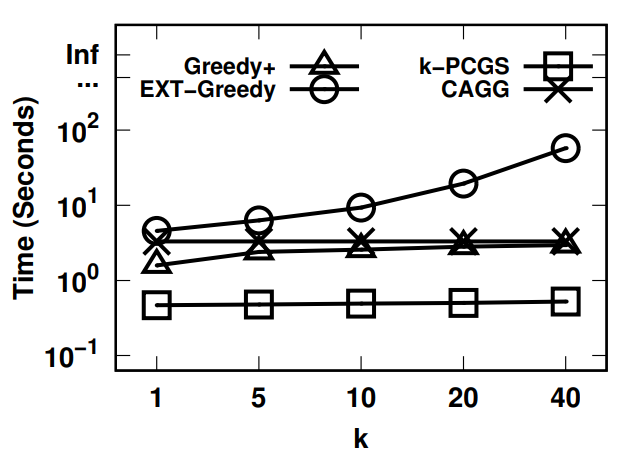 Inf
...
10^2
10^1
10^0
10^−1
Time (Seconds)
Greedy+
EXT−Greedy
k−PCGS
CAGG
1 5 10 20 40
k